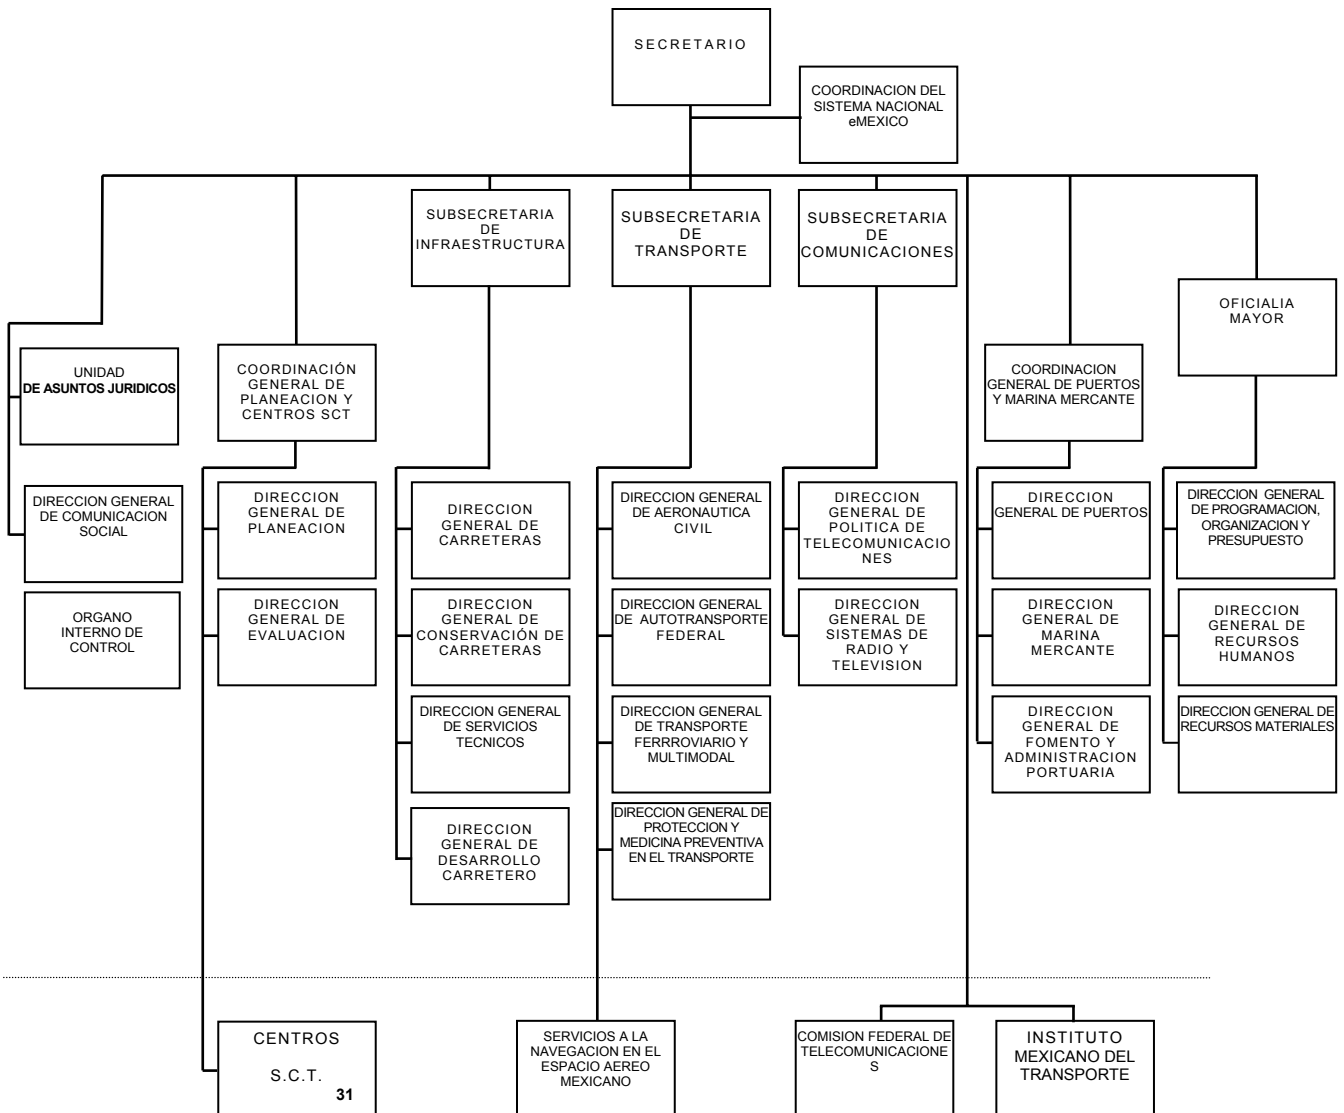 SECRETARIO
COORDINACION DEL
SISTEMA NACIONAL
eMEXICO
SUBSECRETARIA
DE
INFRAESTRUCTURA
SUBSECRETARIA
DE
TRANSPORTE
SUBSECRETARIA
DE
COMUNICACIONES
OFICIALIA
MAYOR
UNIDAD
DE ASUNTOS JURIDICOS
COORDINACIÓN
GENERAL DE
PLANEACION Y
CENTROS SCT
COORDINACION
GENERAL DE PUERTOS
Y MARINA MERCANTE
DIRECCION GENERAL
DE COMUNICACION
SOCIAL
DIRECCION
GENERAL DE
PLANEACION
DIRECCION
GENERAL DE
CARRETERAS
DIRECCION GENERAL
DE AERONAUTICA
CIVIL
DIRECCION
GENERAL DE
POLITICA DE
TELECOMUNICACIO
NES
DIRECCION
GENERAL DE PUERTOS
DIRECCION GENERAL
DE PROGRAMACION,
ORGANIZACION Y
PRESUPUESTO
ORGANO
INTERNO DE
CONTROL
DIRECCION
GENERAL DE
EVALUACION
DIRECCION
GENERAL DE
CONSERVACIÓN DE
CARRETERAS
DIRECCION GENERAL
DE AUTOTRANSPORTE
FEDERAL
DIRECCION
GENERAL DE
SISTEMAS DE
RADIO Y
TELEVISION
DIRECCION
GENERAL DE
MARINA
MERCANTE
DIRECCION
GENERAL DE
RECURSOS
HUMANOS
DIRECCION GENERAL
DE SERVICIOS
TECNICOS
DIRECCION GENERAL
DE TRANSPORTE
FERRROVIARIO Y
MULTIMODAL
DIRECCION
GENERAL DE
FOMENTO Y
ADMINISTRACION
PORTUARIA
DIRECCION GENERAL DE
RECURSOS MATERIALES
DIRECCION
GENERAL DE
DESARROLLO
CARRETERO
DIRECCION GENERAL DE
PROTECCION Y
MEDICINA PREVENTIVA
EN EL TRANSPORTE
CENTROS
S.C.T.
31
SERVICIOS A LA
NAVEGACION EN EL
ESPACIO AEREO
MEXICANO
COMISION FEDERAL DE
TELECOMUNICACIONE
S
INSTITUTO
MEXICANO DEL
TRANSPORTE